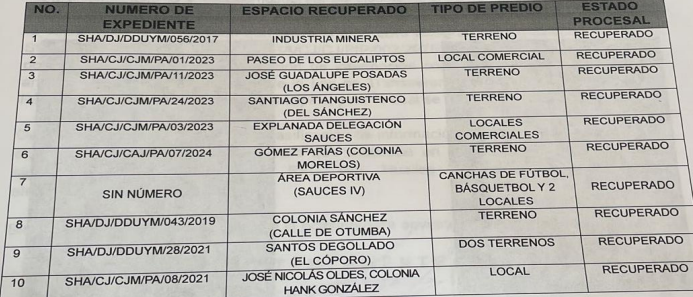 NO. NUMERO DE EXPEDIENTE ESPACIO RECUPERADO TIPO DE PREDIO ESTADO PROCESAL
1 SHA/DJ/DDUYM/056/2017 INDUSTRIA MINERA TERRENO RECUPERADO
2 SHA/CJ/CJM/PA/01/2023 PASEO DE LOS EUCALIPTOS LOCAL COMERCIAL RECUPERADO
3 SHA/CJ/CJM/PA/11/2023 JOSÉ GUADALUPE POSADAS (LOS ÁNGELES) TERRENO RECUPERADO
4 SHA/CJ/CJM/PA/24/2023 SANTIAGO TIANGUISTENCO (DEL SÁNCHEZ) TERRENO RECUPERADO
5 SHA/CJ/CJM/PA/03/2023 EXPLANADA DELEGACIÓN SAUCES LOCALES COMERCIALES RECUPERADO
6 SHA/CJ/CAJ/PA/07/2024 GÓMEZ FARÍAS (COLONIA MORELOS) TERRENO RECUPERADO
7 SIN NÚMERO ÁREA DEPORTIVA (SAUCES IV) CANCHAS DE FÚTBOL, BÁSQUETBOL Y 2 LOCALES RECUPERADO
8 SHA/DJ/DDUYM/043/2019 COLONIA SÁNCHEZ (CALLE DE OTUMBA) TERRENO RECUPERADO
9 SHA/DJ/DDUYM/28/2021 SANTOS DEGOLLADO (EL CÓPORO) DOS TERRENOS RECUPERADO
10 SHA/CJ/CJM/PA/08/2021 JOSÉ NICOLÁS OLDES, COLONIA HANK GONZÁLEZ LOCAL RECUPERADO